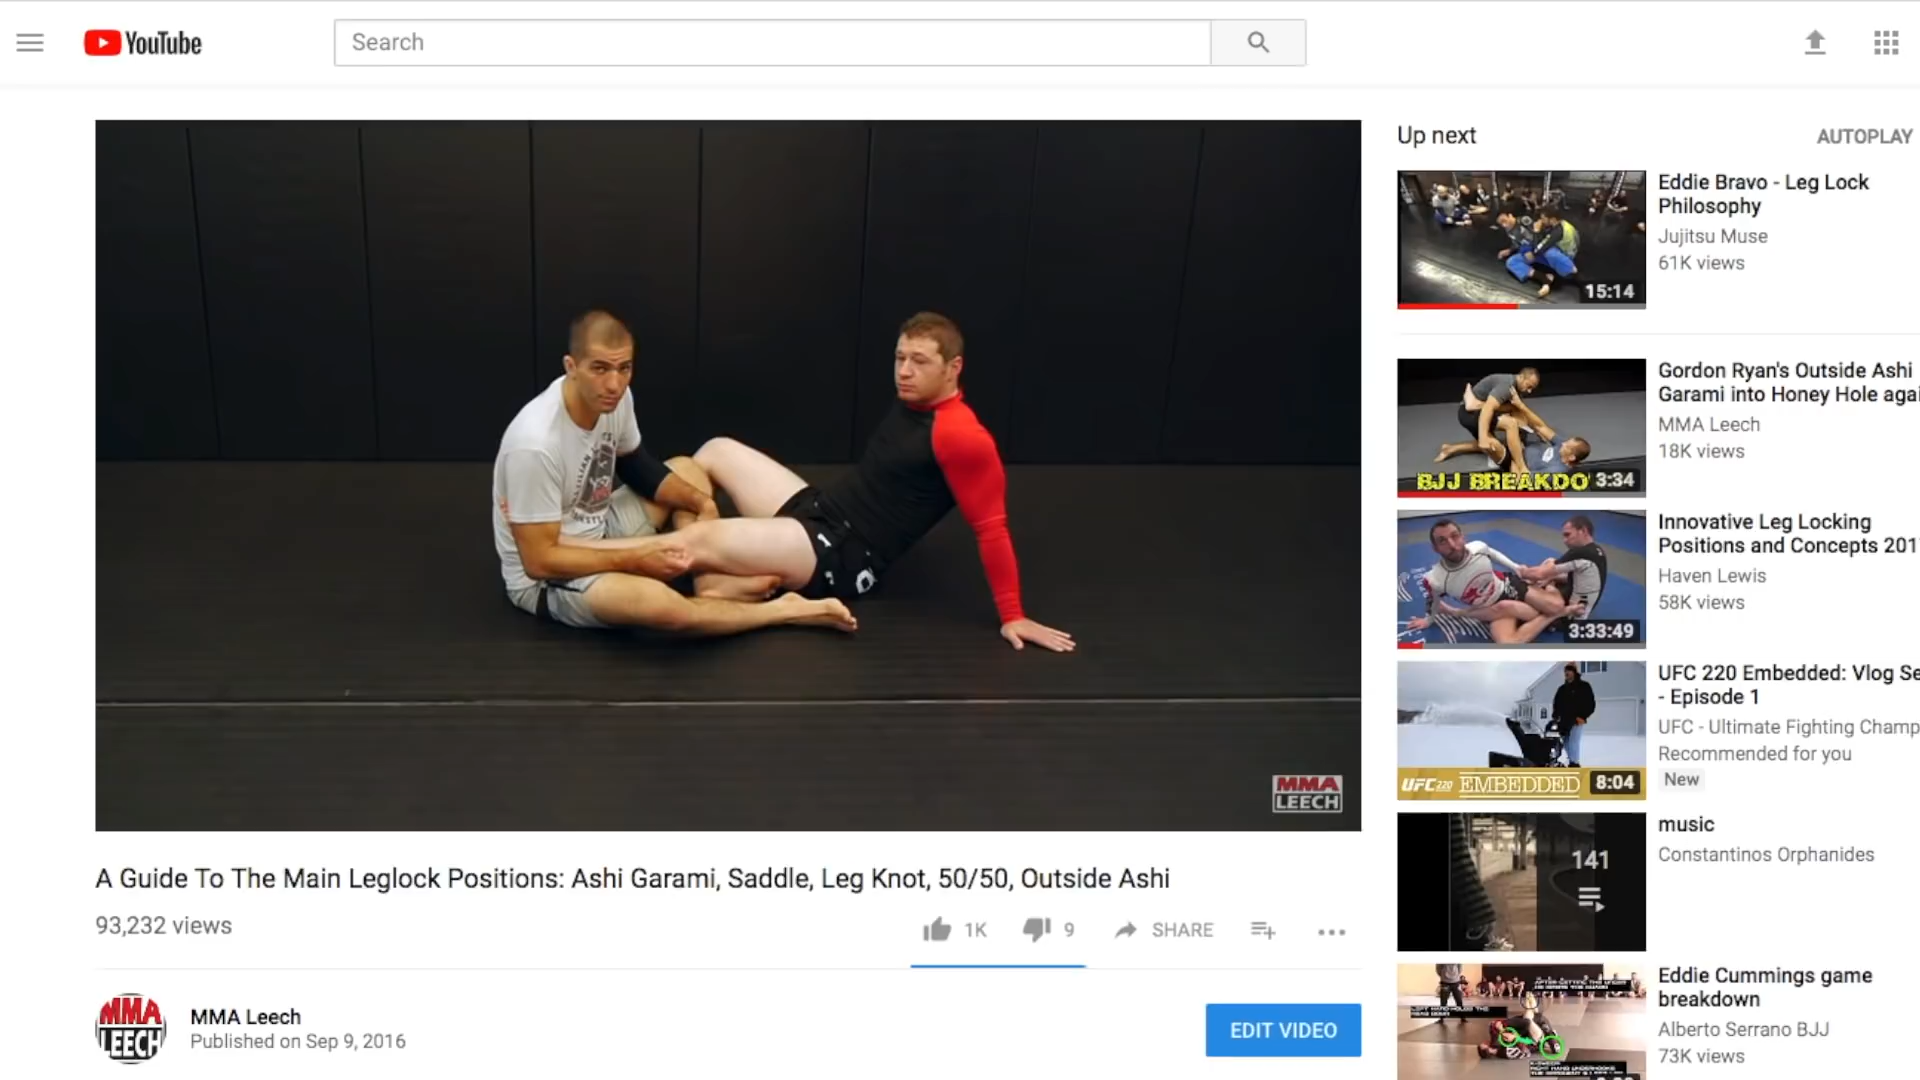 YouTube
Search
MMA
LEECH
A Guide To The Main Leglock Positions: Ashi Garami, Saddle, Leg Knot, 50/50, Outside Ashi
93,232 views
1K
9
SHARE
MMA
LEECH
MMA Leech
Published on Sep 9, 2016
EDIT VIDEO
Up next
AUTOPLAY
15:14
Eddie Bravo - Leg Lock
Philosophy
Jujitsu Muse
61K views
BJJ BREAKDO
3:34
Gordon Ryan's Outside Ashi
Garami into Honey Hole agai
MMA Leech
18K views
3:33:49
Innovative Leg Locking
Positions and Concepts 201
Haven Lewis
58K views
UFC 220 EMBEDDED
8:04
UFC 220 Embedded: Vlog Se
- Episode 1
UFC - Ultimate Fighting Champ
Recommended for you
New
141
music
Constantinos Orphanides
Eddie Cummings game
breakdown
Alberto Serrano BJJ
73K views